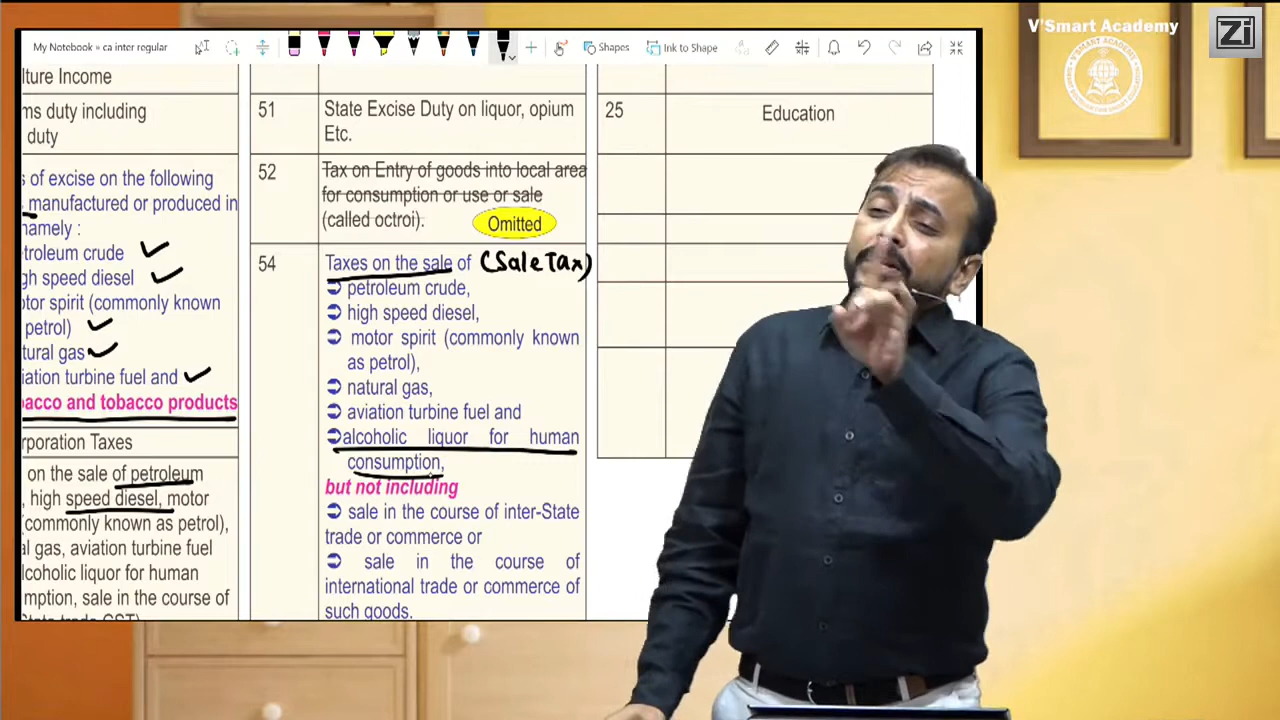 V'Smart Academy
Zi
My Notebook » ca inter regular
Shapes
Ink to Shape
lture Income
ms duty including
duty
s of excise on the following
manufactured or produced in
namely :
troleum crude
gh speed diesel
otor spirit (commonly known
petrol)
tural gas
iation turbine fuel and
bacco and tobacco products
rporation Taxes
on the sale of petroleum
, high speed diesel, motor
(commonly known as petrol),
al gas, aviation turbine fuel
lcoholic liquor for human
mption, sale in the course of
51
State Excise Duty on liquor, opium
Etc.
52
Tax on Entry of goods into local area
for consumption or use or sale
(called octroi).
Omitted
54
Taxes on the sale of (Sale Tax)
petroleum crude,
high speed diesel,
motor spirit (commonly known
as petrol),
natural gas,
aviation turbine fuel and
alcoholic liquor for human
consumption,
but not including
sale in the course of inter-State
trade or commerce or
sale in the course of
international trade or commerce of
such goods.
25
Education